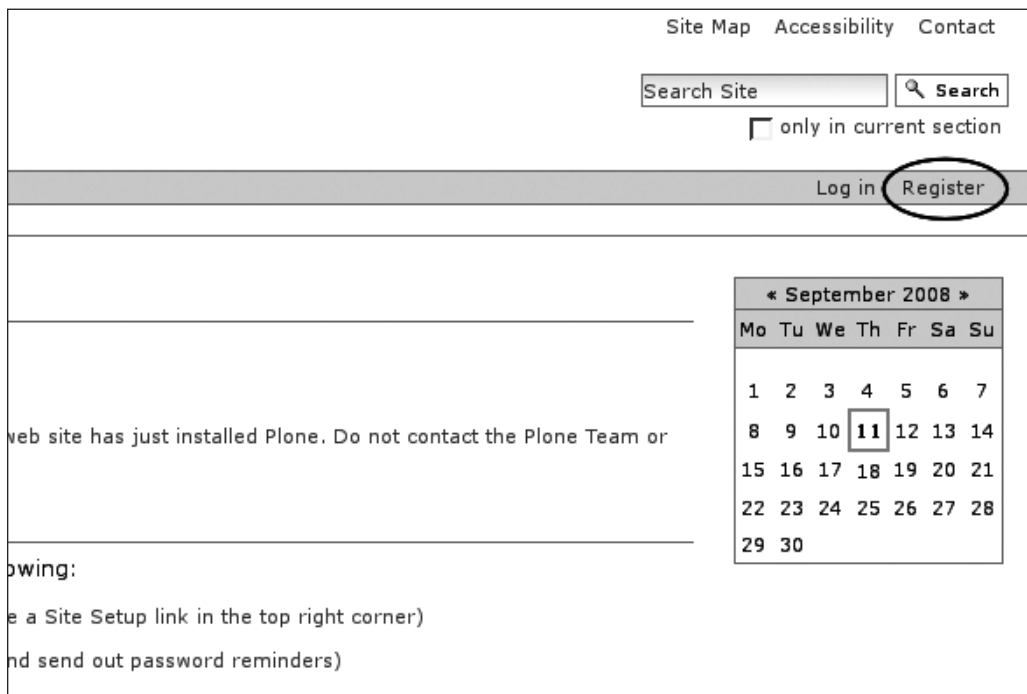 Site Map Accessibility Contact
Search Site Search
only in current section
Log in Register
« September 2008 »
Mo Tu We Th Fr Sa Su
1 2 3 4 5 6 7
8 9 10 11 12 13 14
15 16 17 18 19 20 21
22 23 24 25 26 27 28
29 30
web site has just installed Plone. Do not contact the Plone Team or
owing:
e a Site Setup link in the top right corner)
nd send out password reminders)